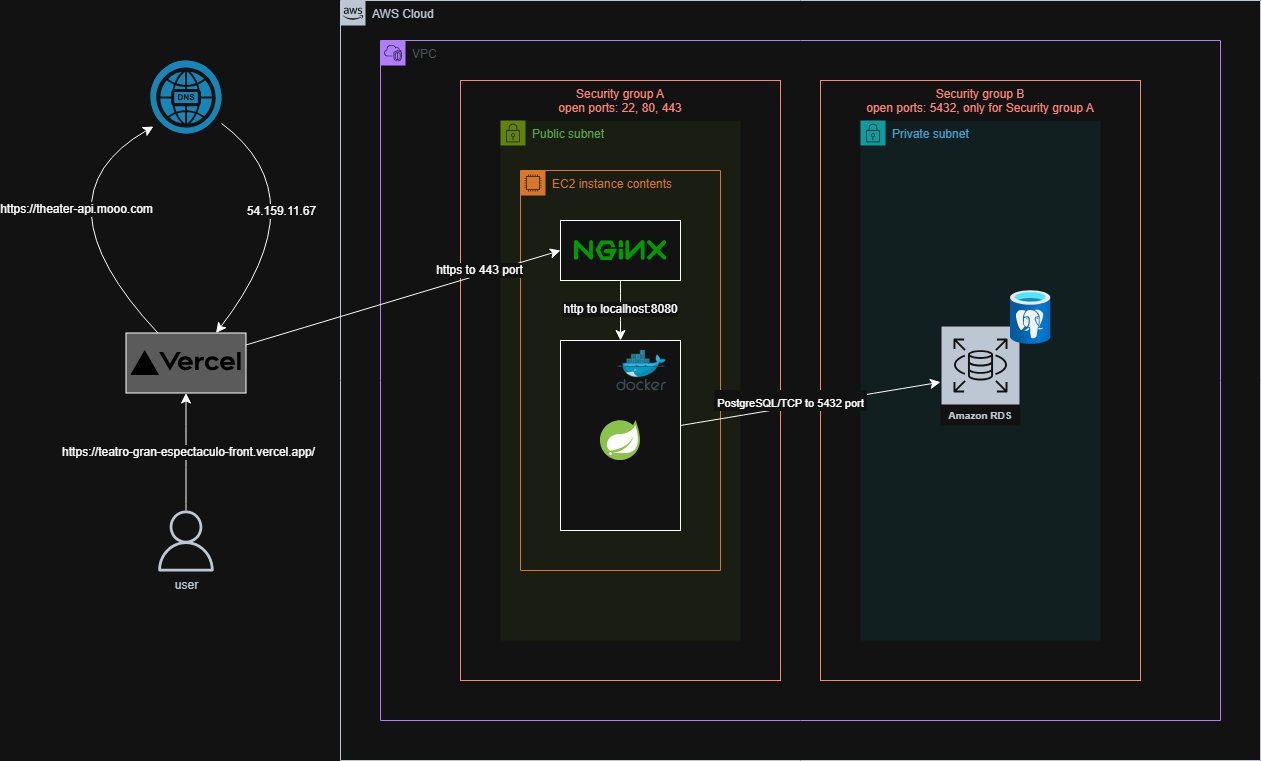 aws
AWS Cloud
VPC
DNS
Security group A
open ports: 22, 80, 443
Security group B
open ports: 5432, only for Security group A
Public subnet
Private subnet
EC2 instance contents
https://theater-api.mooo.com
54.159.11.67
NGINX
https to 443 port
http to localhost:8080
Vercel
docker
PostgreSQL/TCP to 5432 port
Amazon RDS
https://teatro-gran-espectaculo-front.vercel.app/
user